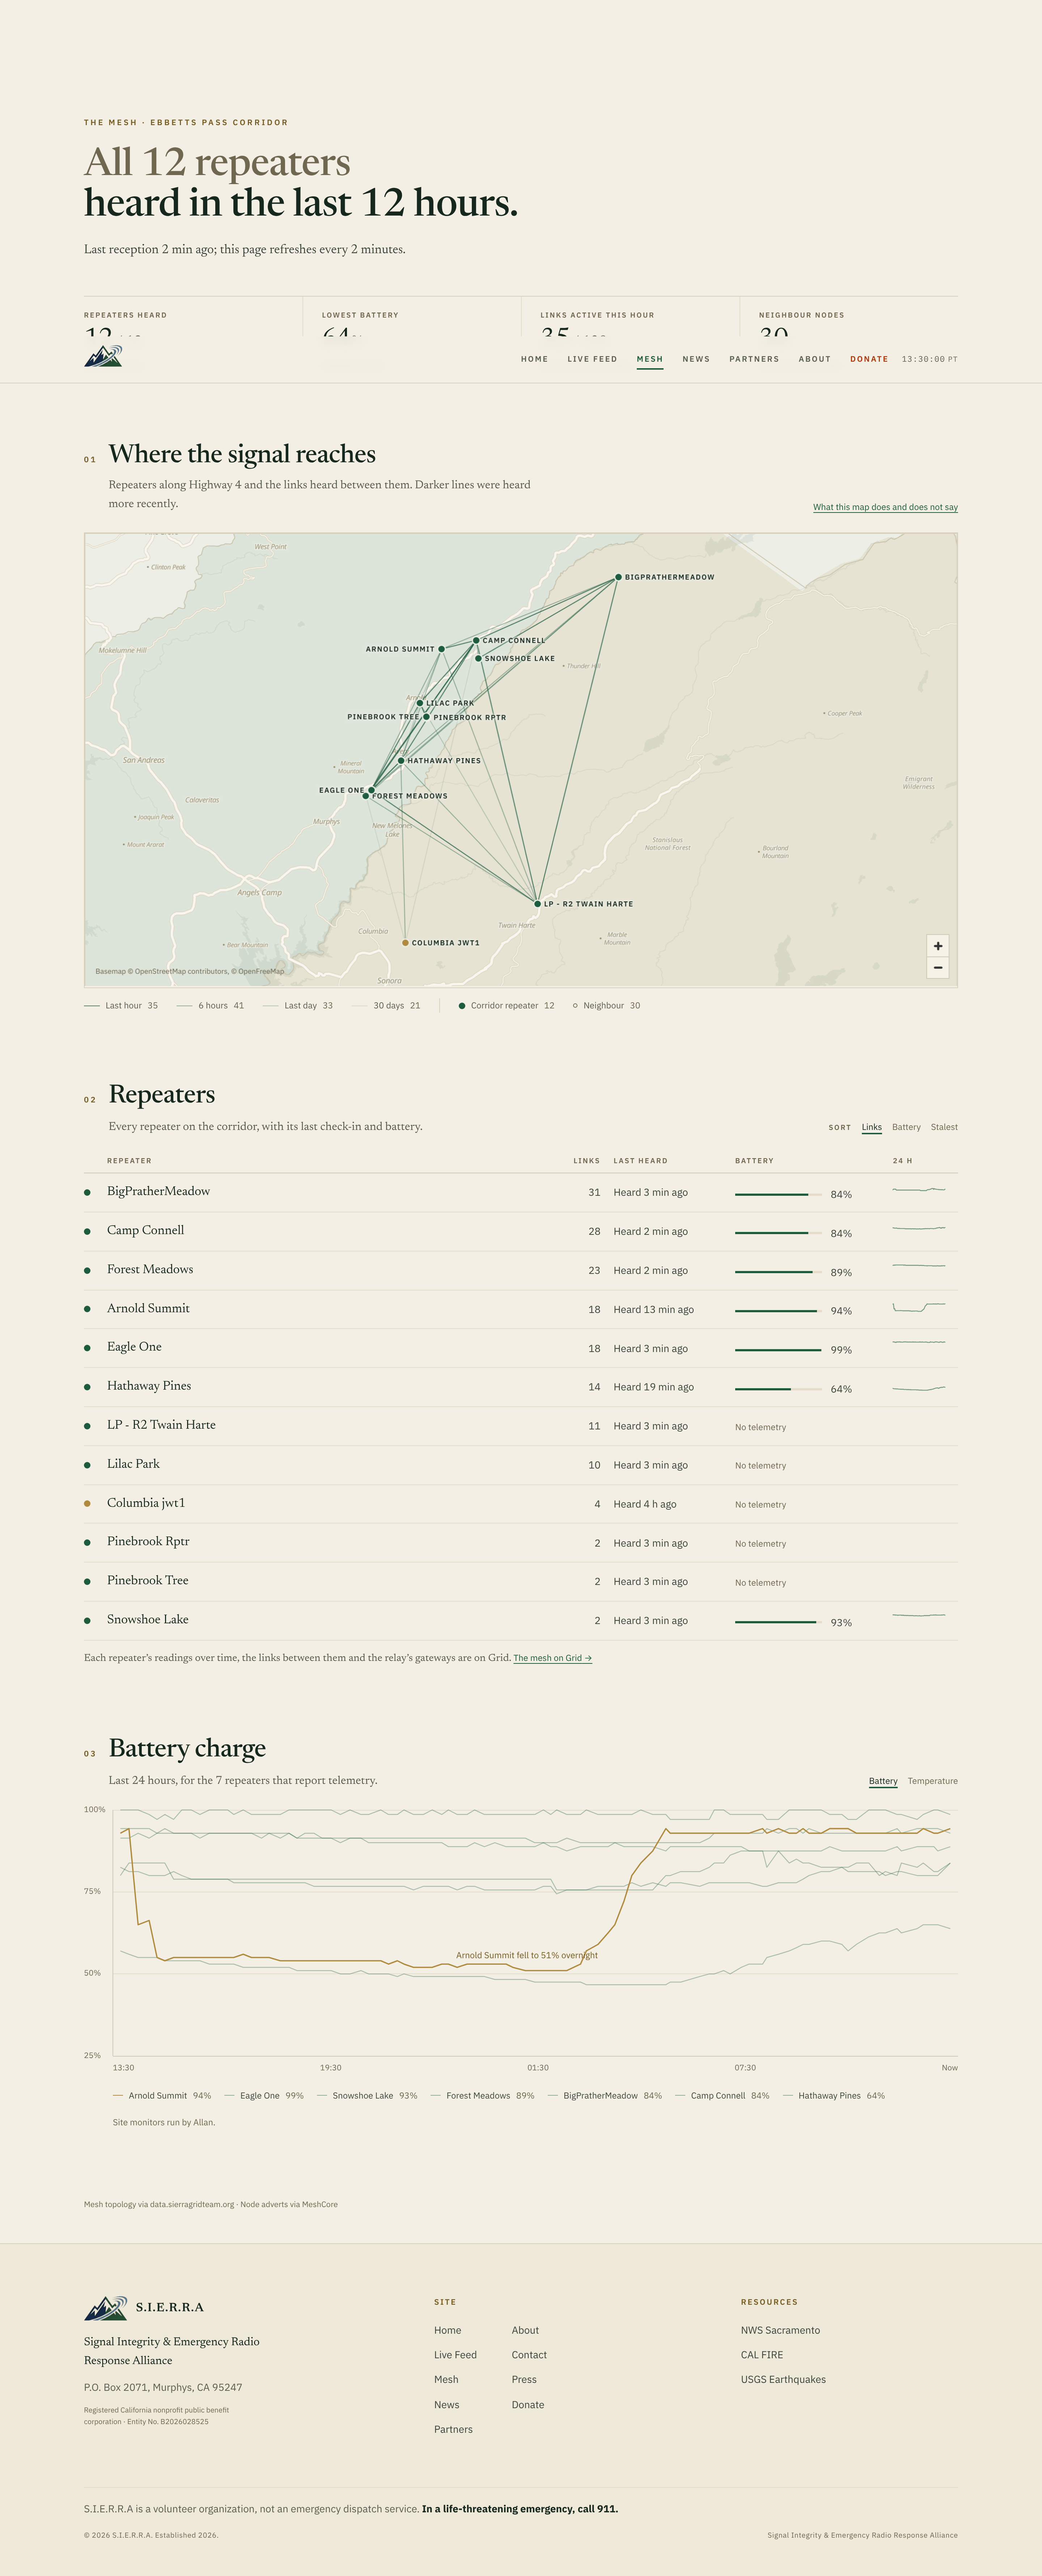 THE MESH · EBBETTS PASS CORRIDOR
All 12 repeaters
heard in the last 12 hours.
Last reception 2 min ago; this page refreshes every 2 minutes.
REPEATERS HEARD
LOWEST BATTERY
LINKS ACTIVE THIS HOUR
NEIGHBOUR NODES
12
64
35
30
HOME LIVE FEED MESH NEWS PARTNERS ABOUT DONATE 13:30:00 PT
01 Where the signal reaches
Repeaters along Highway 4 and the links heard between them. Darker lines were heard
more recently.
What this map does and does not say
West Point
Clinton Peak
BIGPRATHERMEADOW
CAMP CONNELL
ARNOLD SUMMIT
Mokelumne Hill
SNOWSHOE LAKE
Thunder Hill
Arnold
LILAC PARK
PINEBROOK TREE
PINEBROOK RPTR
Cooper Peak
San Andreas
HATHAWAY PINES
Mineral
Mountain
Emigrant
Wilderness
EAGLE ONE
FOREST MEADOWS
Calaveritas
Joaquin Peak
Murphys
New Melones
Lake
Mount Ararat
Stanislaus
National Forest
Bourland
Mountain
Angels Camp
LP - R2 TWAIN HARTE
Twain Harte
Columbia
Marble
Mountain
COLUMBIA JWT1
Bear Mountain
Basemap © OpenStreetMap contributors, © OpenFreeMap
Sonora
Last hour 35 6 hours 41 Last day 33 30 days 21 Corridor repeater 12 Neighbour 30
02 Repeaters
Every repeater on the corridor, with its last check-in and battery.
SORT Links Battery Stalest
REPEATER LINKS LAST HEARD BATTERY 24 H
BigPratherMeadow 31 Heard 3 min ago 84%
Camp Connell 28 Heard 2 min ago 84%
Forest Meadows 23 Heard 2 min ago 89%
Arnold Summit 18 Heard 13 min ago 94%
Eagle One 18 Heard 3 min ago 99%
Hathaway Pines 14 Heard 19 min ago 64%
LP - R2 Twain Harte 11 Heard 3 min ago No telemetry
Lilac Park 10 Heard 3 min ago No telemetry
Columbia jwt1 4 Heard 4 h ago No telemetry
Pinebrook Rptr 2 Heard 3 min ago No telemetry
Pinebrook Tree 2 Heard 3 min ago No telemetry
Snowshoe Lake 2 Heard 3 min ago 93%
Each repeater’s readings over time, the links between them and the relay’s gateways are on Grid. The mesh on Grid →
03 Battery charge
Last 24 hours, for the 7 repeaters that report telemetry.
Battery Temperature
100%
75%
Arnold Summit fell to 51% overnight
50%
25%
13:30 19:30 01:30 07:30 Now
Arnold Summit 94% Eagle One 99% Snowshoe Lake 93% Forest Meadows 89% BigPratherMeadow 84% Camp Connell 84% Hathaway Pines 64%
Site monitors run by Allan.
Mesh topology via data.sierragridteam.org · Node adverts via MeshCore
S.I.E.R.R.A
Signal Integrity & Emergency Radio
Response Alliance
P.O. Box 2071, Murphys, CA 95247
Registered California nonprofit public benefit
corporation · Entity No. B2026028525
SITE
Home
Live Feed
Mesh
News
Partners
About
Contact
Press
Donate
RESOURCES
NWS Sacramento
CAL FIRE
USGS Earthquakes
S.I.E.R.R.A is a volunteer organization, not an emergency dispatch service. In a life-threatening emergency, call 911.
© 2026 S.I.E.R.R.A. Established 2026.
Signal Integrity & Emergency Radio Response Alliance